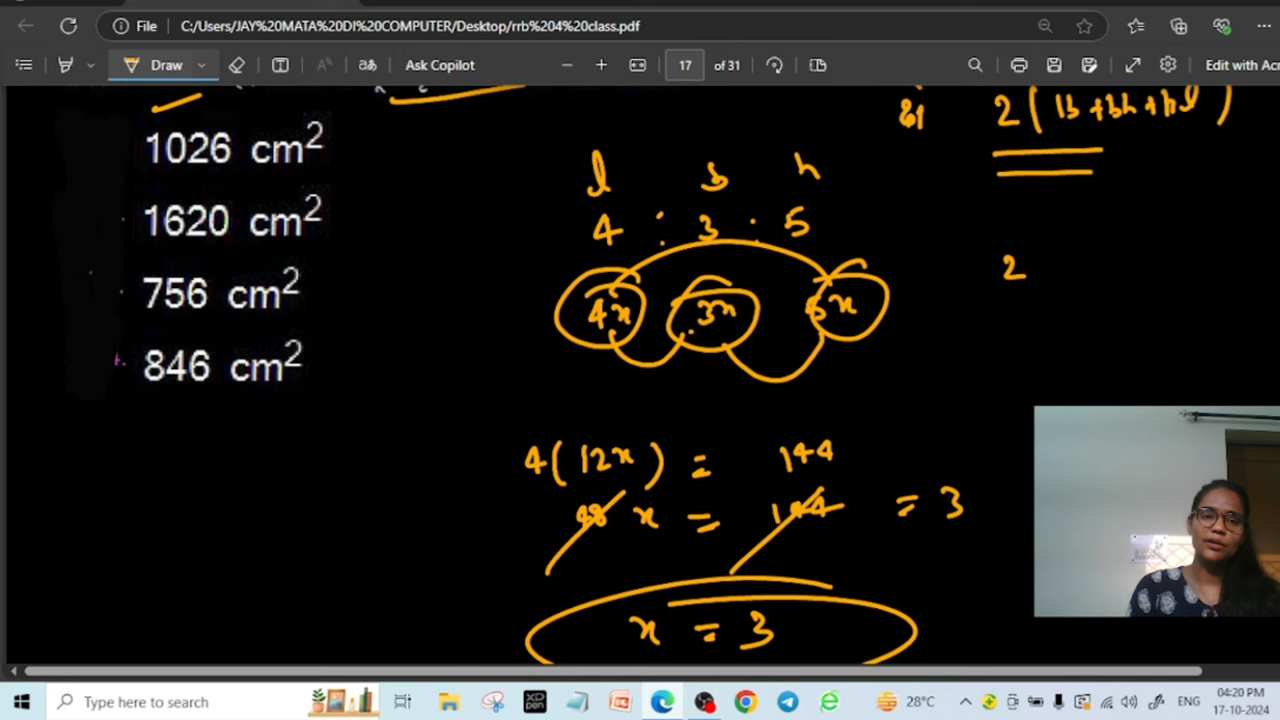 File C:/Users/JAY%20MATA%20DI%20COMPUTER/Desktop/rrb%204%20class.pdf
Draw Ask Copilot 17 of 31 Edit with Acr
2(lb+bh+hl)
1026 cm²
1620 cm²
756 cm²
846 cm²
l b h
4 : 3 : 5
4x 3x 5x
2
4(12x) = 144
48x = 144 = 3
x = 3
Type here to search
28°C ENG 04:20 PM
17-10-2024